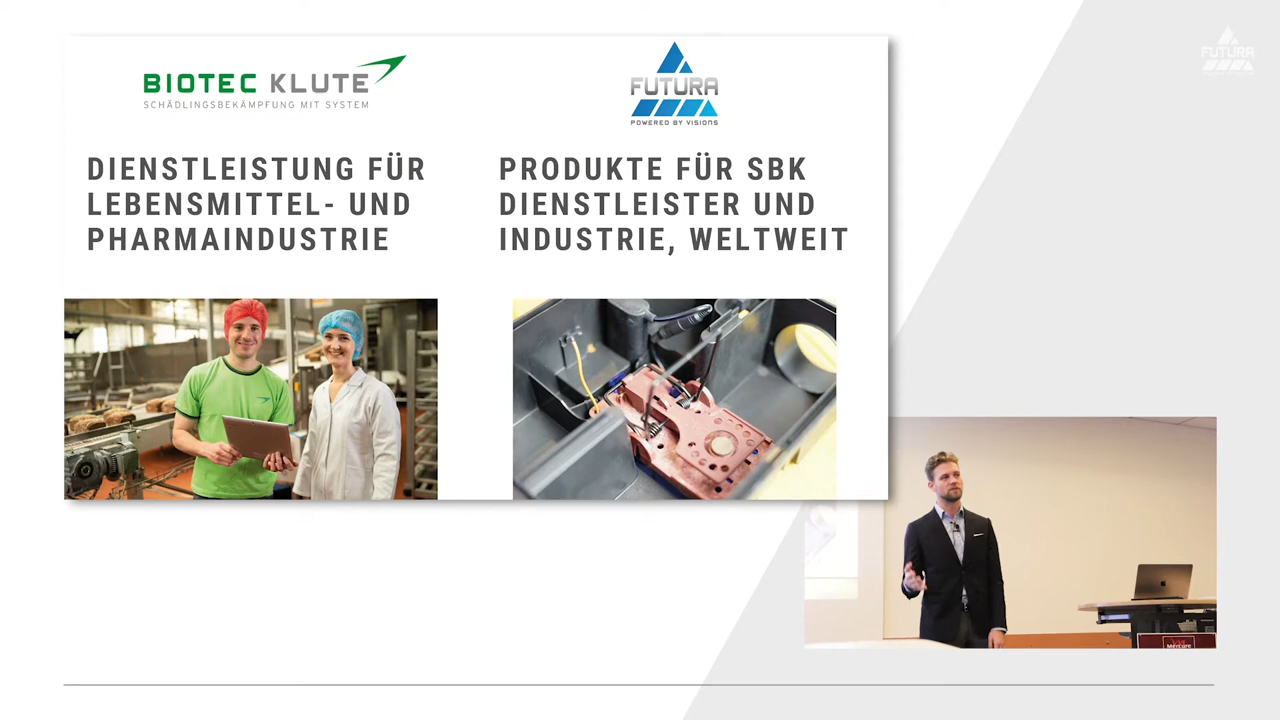 BIOTEC KLUTE
SCHÄDLINGSBEKÄMPFUNG MIT SYSTEM
DIENSTLEISTUNG FÜR
LEBENSMITTEL- UND
PHARMAINDUSTRIE
FUTURA
POWERED BY VISIONS
PRODUKTE FÜR SBK
DIENSTLEISTER UND
INDUSTRIE, WELTWEIT
FUTURA
Mercure